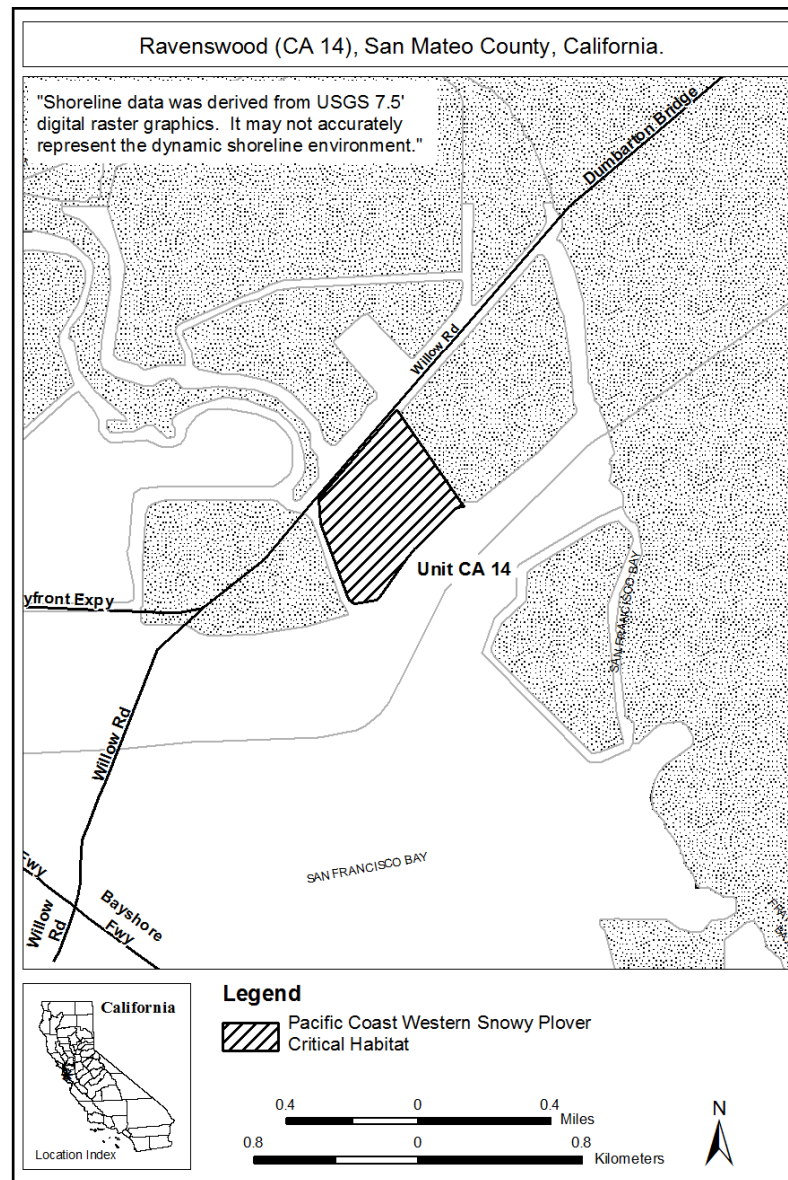 Ravenswood (CA 14), San Mateo County, California.
"Shoreline data was derived from USGS 7.5'
digital raster graphics. It may not accurately
represent the dynamic shoreline environment."
Dumbarton Bridge
Willow Rd
Unit CA 14
SAN FRANCISCO BAY
yfront Expy
Willow Rd
SAN FRANCISCO BAY
Fwy
Willow
Rd
Bayshore
Fwy
California
Location Index
Legend
Pacific Coast Western Snowy Plover
Critical Habitat
0.4 0 0.4
Miles
0.8 0 0.8
Kilometers
N